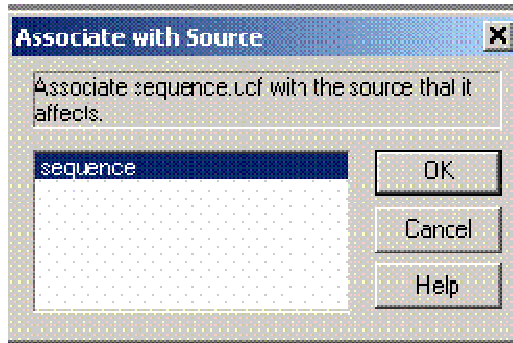 Associate with Source
Associate sequence.ucf with the source that it
affects.
sequence
OK
Cancel
Help